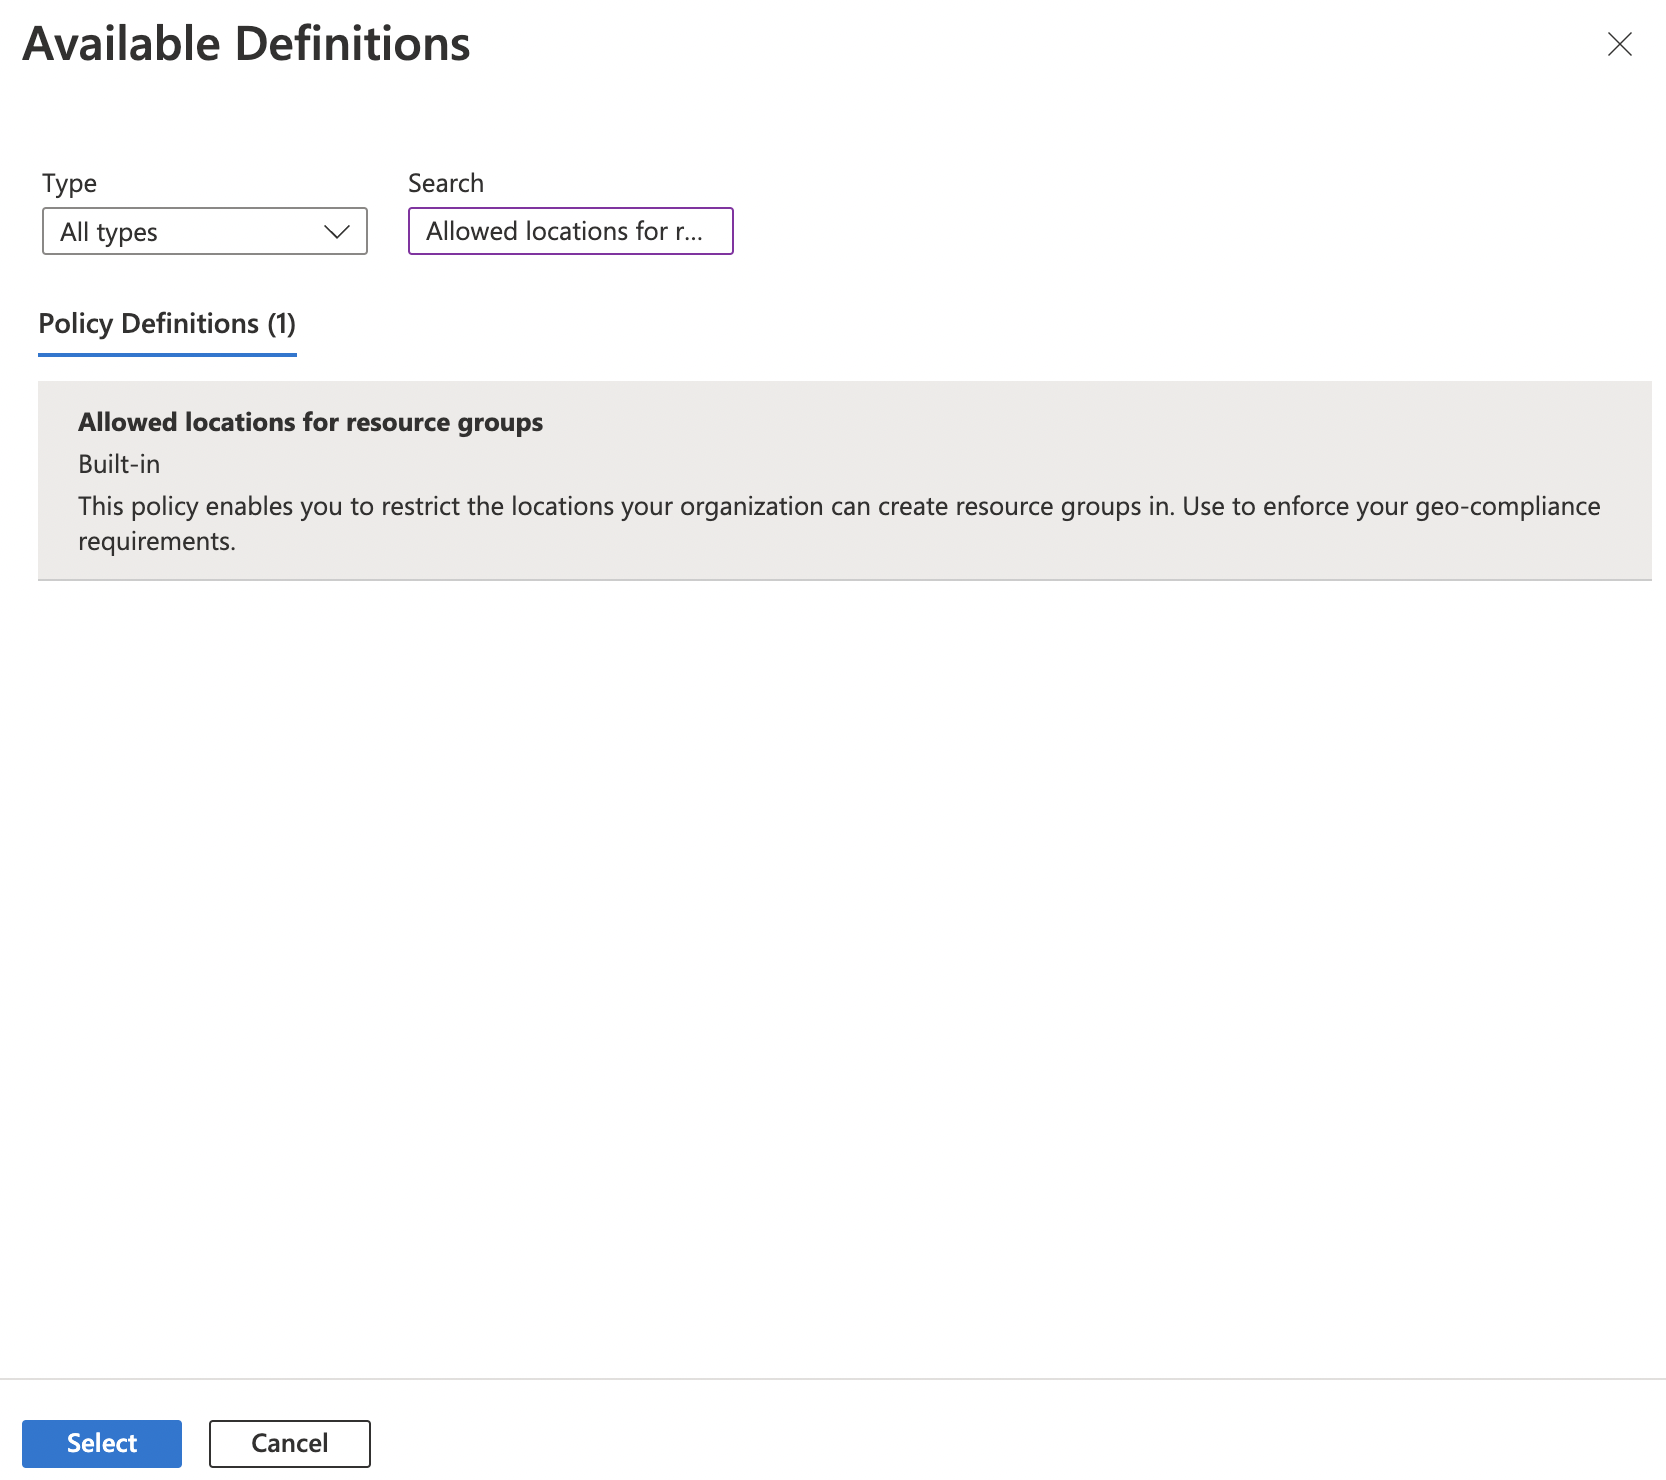 Available Definitions
Type
Search
All types
Allowed locations for r...
Policy Definitions (1)
Allowed locations for resource groups
Built-in
This policy enables you to restrict the locations your organization can create resource groups in. Use to enforce your geo-compliance
requirements.
Select
Cancel